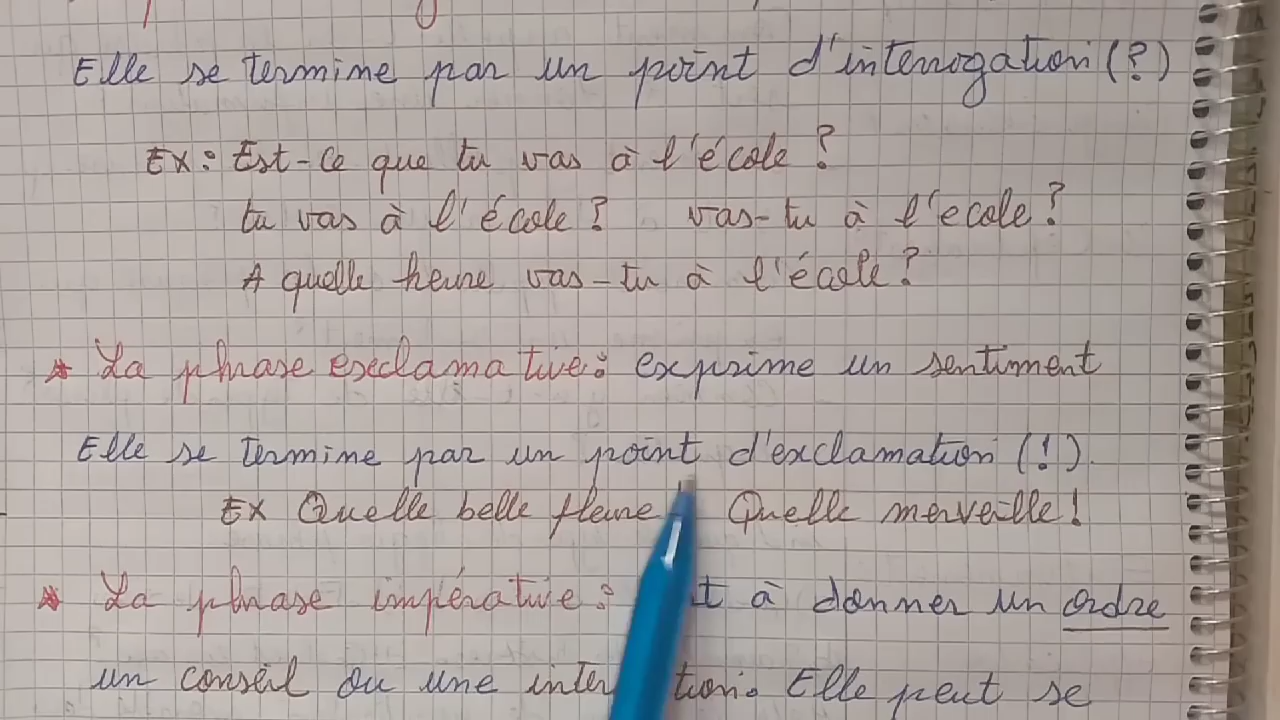 Elle se termine par un point d'interrogation (?)
Ex: Est-ce que tu vas à l'école ?
tu vas à l'école ? vas-tu à l'ecole ?
A quelle heure vas-tu à l'école ?
* La phrase exclamative: exprime un sentiment
Elle se termine par un point d'exclamation (!).
Ex Quelle belle fleure Quelle merveille !
* La phrase impérative: à donner un ordre
un conseil ou une Elle peut se